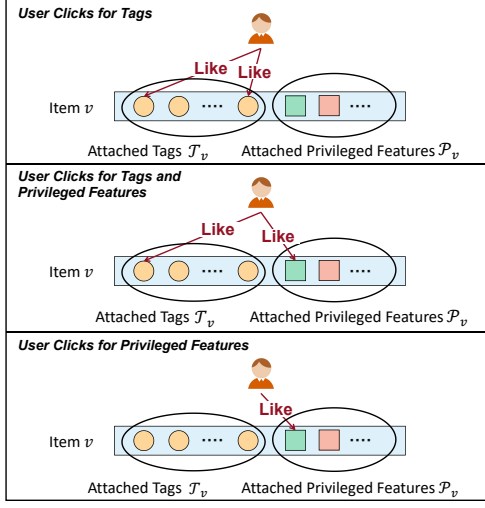 User Clicks for Tags
Like
Like
Item 𝑣 ···· ····
Attached Tags 𝒯𝑣 Attached Privileged Features 𝒫𝑣
User Clicks for Tags and
Privileged Features
Like
Like
Item 𝑣 ···· ····
Attached Tags 𝒯𝑣 Attached Privileged Features 𝒫𝑣
User Clicks for Privileged Features
Like
Item 𝑣 ···· ····
Attached Tags 𝒯𝑣 Attached Privileged Features 𝒫𝑣